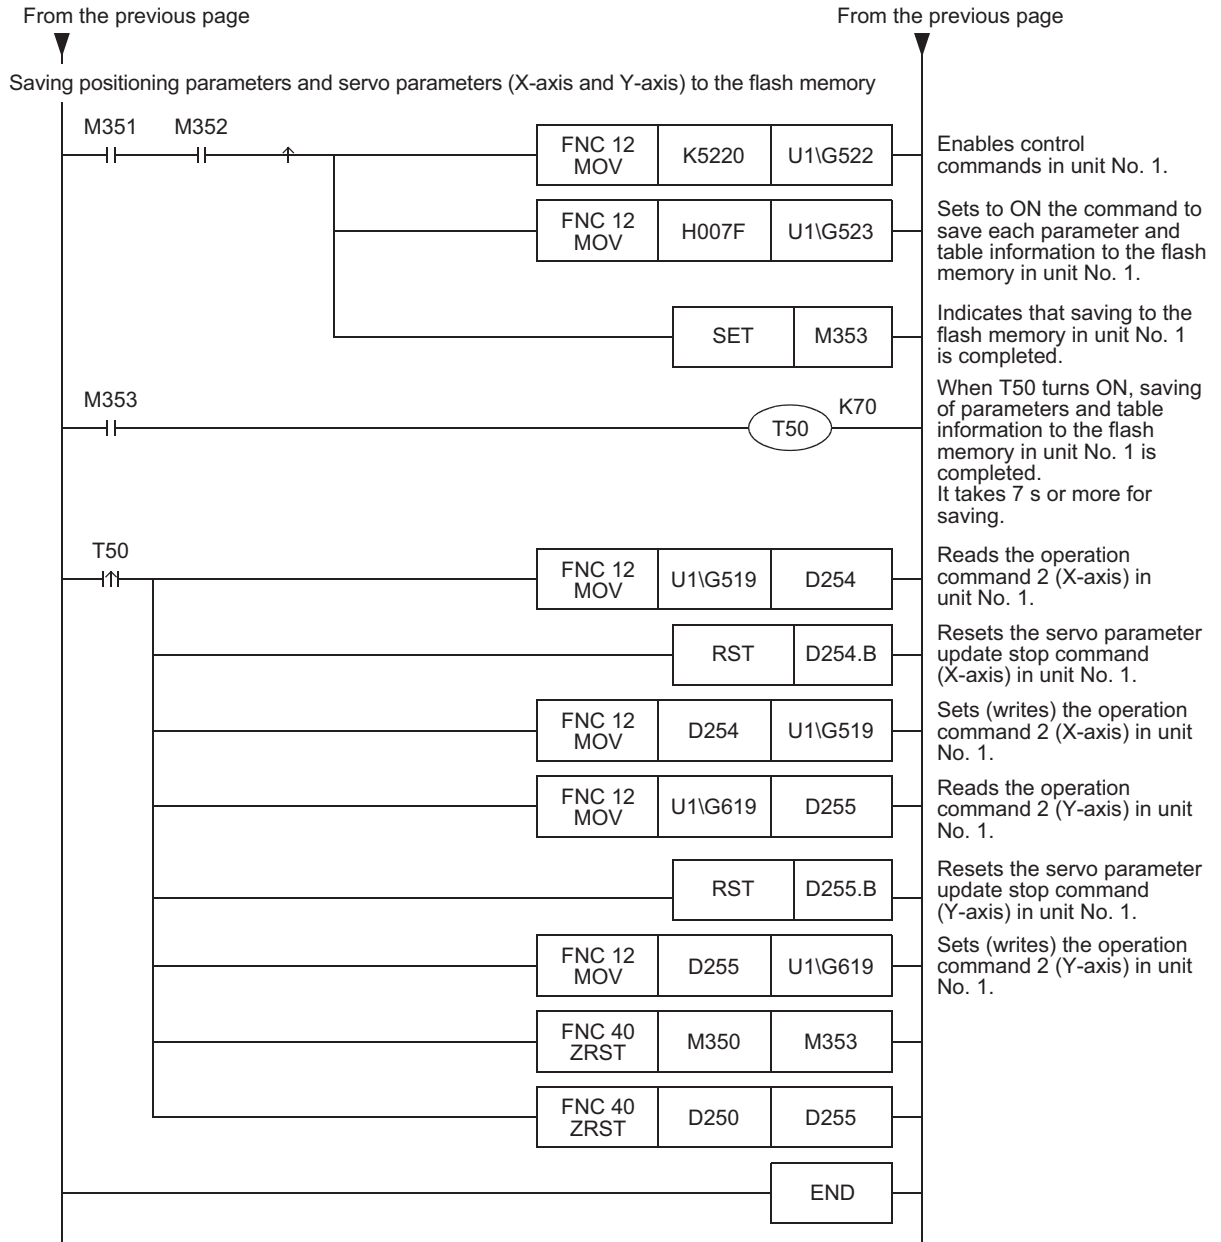 From the previous page
From the previous page
Saving positioning parameters and servo parameters (X-axis and Y-axis) to the flash memory
M351
M352
FNC 12
MOV
K5220
U1\G522
Enables control
commands in unit No. 1.
FNC 12
MOV
H007F
U1\G523
Sets to ON the command to
save each parameter and
table information to the flash
memory in unit No. 1.
SET
M353
Indicates that saving to the
flash memory in unit No. 1
is completed.
M353
T50
K70
When T50 turns ON, saving
of parameters and table
information to the flash
memory in unit No. 1 is
completed.
It takes 7 s or more for
saving.
T50
FNC 12
MOV
U1\G519
D254
Reads the operation
command 2 (X-axis) in
unit No. 1.
RST
D254.B
Resets the servo parameter
update stop command
(X-axis) in unit No. 1.
FNC 12
MOV
D254
U1\G519
Sets (writes) the operation
command 2 (X-axis) in unit
No. 1.
FNC 12
MOV
U1\G619
D255
Reads the operation
command 2 (Y-axis) in unit
No. 1.
RST
D255.B
Resets the servo parameter
update stop command
(Y-axis) in unit No. 1.
FNC 12
MOV
D255
U1\G619
Sets (writes) the operation
command 2 (Y-axis) in unit
No. 1.
FNC 40
ZRST
M350
M353
FNC 40
ZRST
D250
D255
END